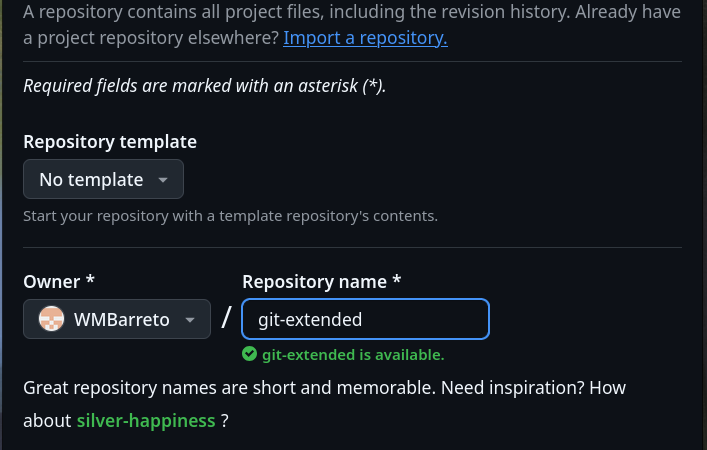 A repository contains all project files, including the revision history. Already have
a project repository elsewhere? Import a repository.
Required fields are marked with an asterisk (*).
Repository template
No template
Start your repository with a template repository's contents.
Owner *
Repository name *
WMBarreto
/
git-extended
git-extended is available.
Great repository names are short and memorable. Need inspiration? How
about silver-happiness ?